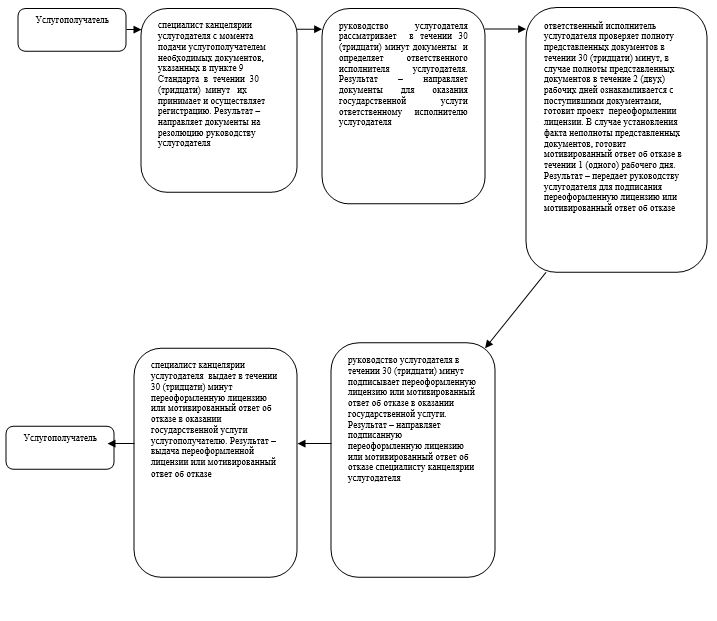 Услугополучатель
специалист канцелярии
услугодателя с момента
подачи услугополучателем
необходимых документов,
указанных в пункте 9
Стандарта в течении 30
(тридцати) минут их
принимает и осуществляет
регистрацию. Результат –
направляет документы на
резолюцию руководству
услугодателя
руководство услугодателя
рассматривает в течении 30
(тридцати) минут документы и
определяет ответственного
исполнителя услугодателя.
Результат – направляет
документы для оказания
государственной услуги
ответственному исполнителю
услугодателя
ответственный исполнитель
услугодателя проверяет полноту
представленных документов в
течении 30 (тридцати) минут, в
случае полноты представленных
документов в течение 2 (двух)
рабочих дней ознакамливается с
поступившими документами,
готовит проект переоформлении
лицензии. В случае установления
факта неполноты представленных
документов, готовит
мотивированный ответ об отказе в
течении 1 (одного) рабочего дня.
Результат – передает руководству
услугодателя для подписания
переоформленную лицензию или
мотивированный ответ об отказе
руководство услугодателя в
течении 30 (тридцати) минут
подписывает переоформленную
лицензию или мотивированный
ответ об отказе в оказании
государственной услуги.
Результат – направляет
подписанную
переоформленную лицензию
или мотивированный ответ об
отказе специалисту канцелярии
услугодателя
специалист канцелярии
услугодателя выдает в течении
30 (тридцати) минут
переоформленную лицензию
или мотивированный ответ об
отказе в оказании
государственной услуги
услугополучателю. Результат –
выдача переоформленной
лицензии или мотивированный
ответ об отказе
Услугополучатель